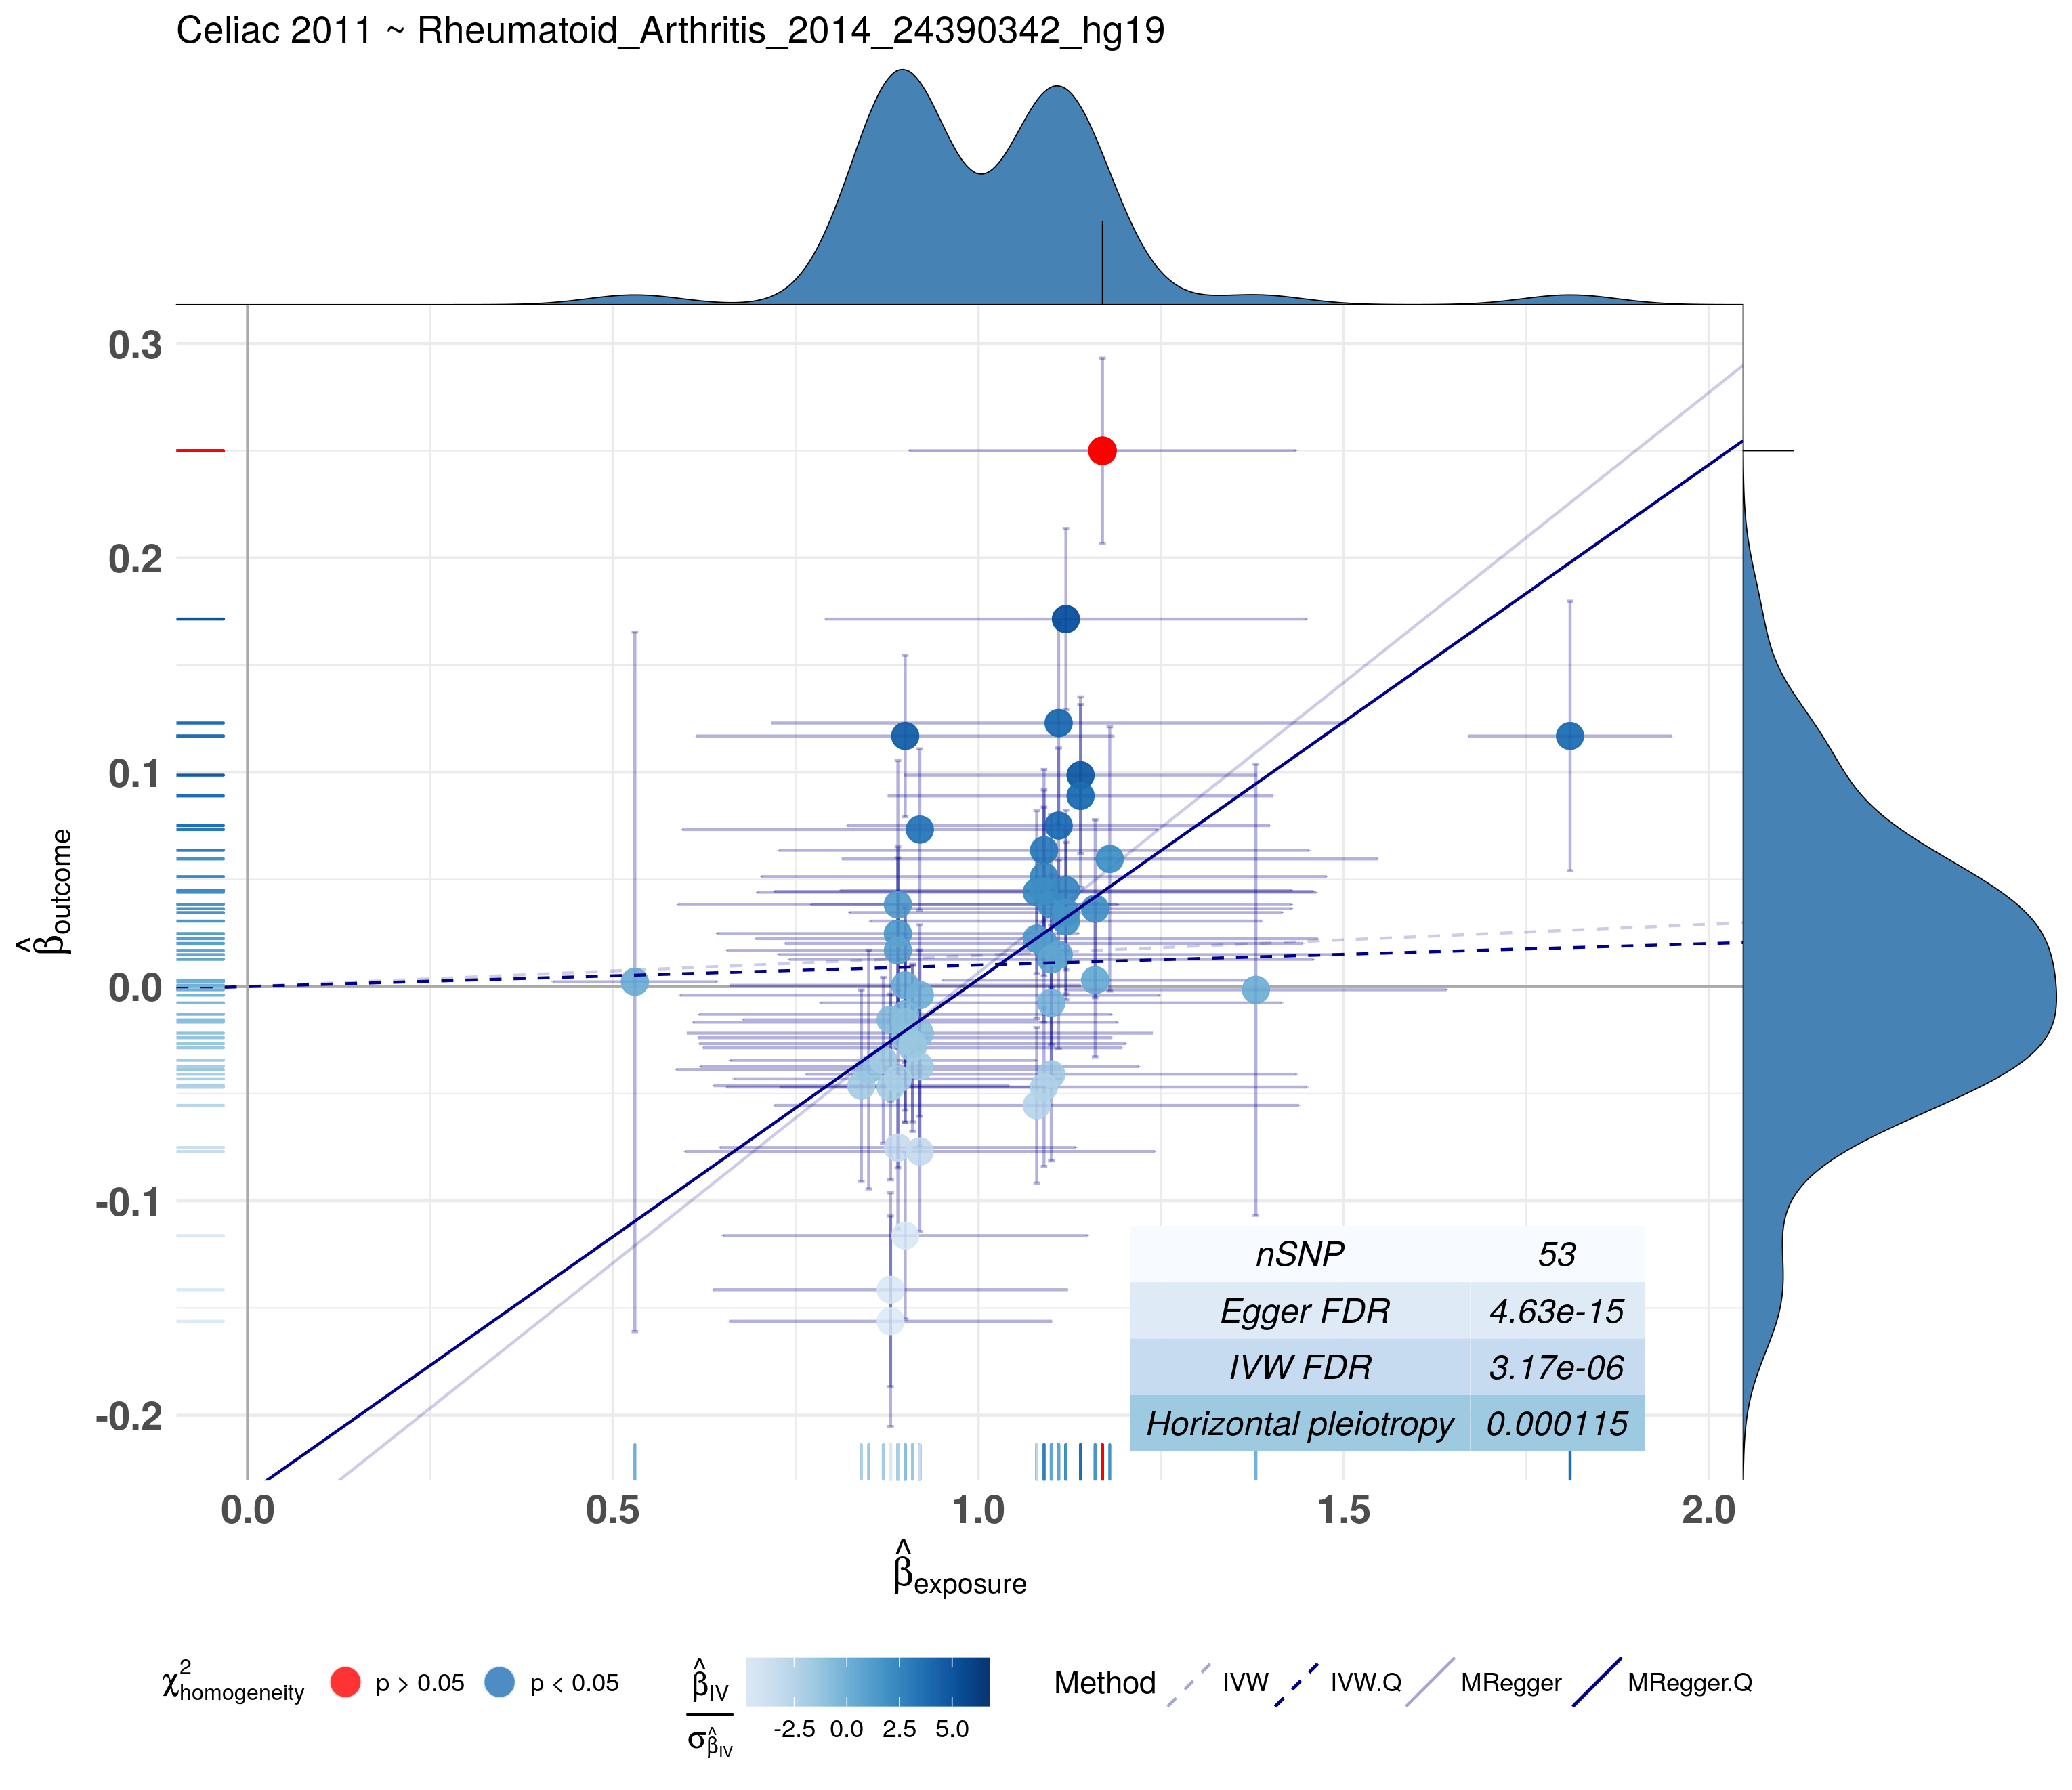 Celiac 2011 ~ Rheumatoid_Arthritis_2014_24390342_hg19
0.3
0.2
0.1
0.0
-0.1
-0.2
β̂outcome
nSNP 53
Egger FDR 4.63e-15
IVW FDR 3.17e-06
Horizontal pleiotropy 0.000115
0.0 0.5 1.0 1.5 2.0
β̂exposure
χ²homogeneity p > 0.05 p < 0.05
β̂IV
σβ̂IV
-2.5 0.0 2.5 5.0
Method IVW IVW.Q MRegger MRegger.Q